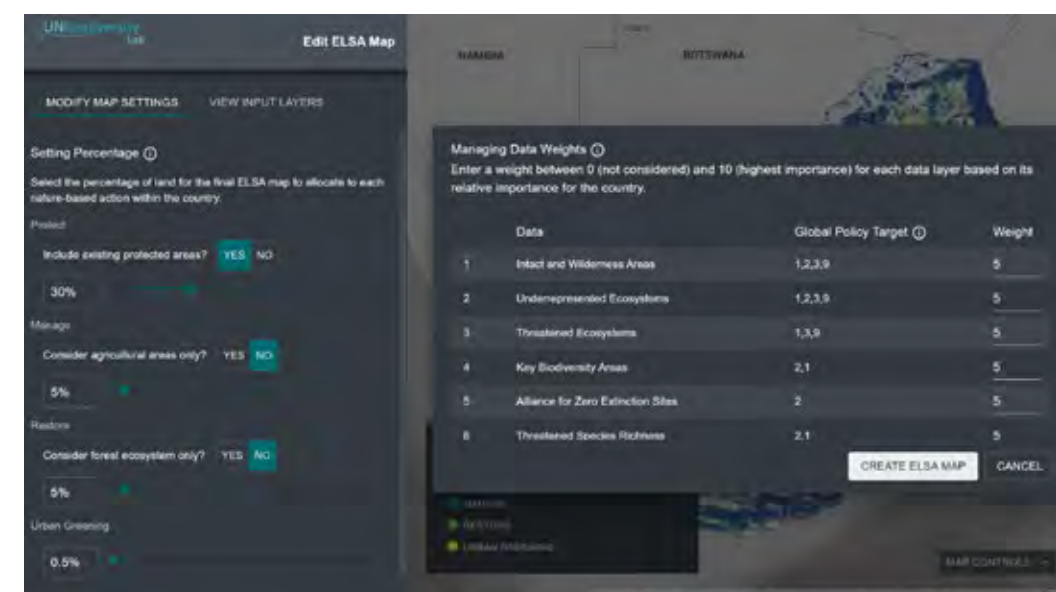 UNBiodiversity
Lab
Edit ELSA Map
MODIFY MAP SETTINGS VIEW INPUT LAYERS
Setting Percentage
Select the percentage of land for the final ELSA map to allocate to each
nature-based action within the country.
Protect
Include existing protected areas? YES NO
30%
Manage
Consider agricultural areas only? YES NO
5%
Restore
Consider forest ecosystem only? YES NO
5%
Urban Greening
0.5%
NAMIBIA
BOTSWANA
Managing Data Weights
Enter a weight between 0 (not considered) and 10 (highest importance) for each data layer based on its
relative importance for the country.
Data Global Policy Target Weight
1 Intact and Wilderness Areas 1,2,3,9 5
2 Underrepresented Ecosystems 1,2,3,9 5
3 Threatened Ecosystems 1,3,9 5
4 Key Biodiversity Areas 2,1 5
5 Alliance for Zero Extinction Sites 2 5
6 Threatened Species Richness 2,1 5
CREATE ELSA MAP CANCEL
MANAGE
RESTORE
URBAN GREENING
MAP CONTROLS